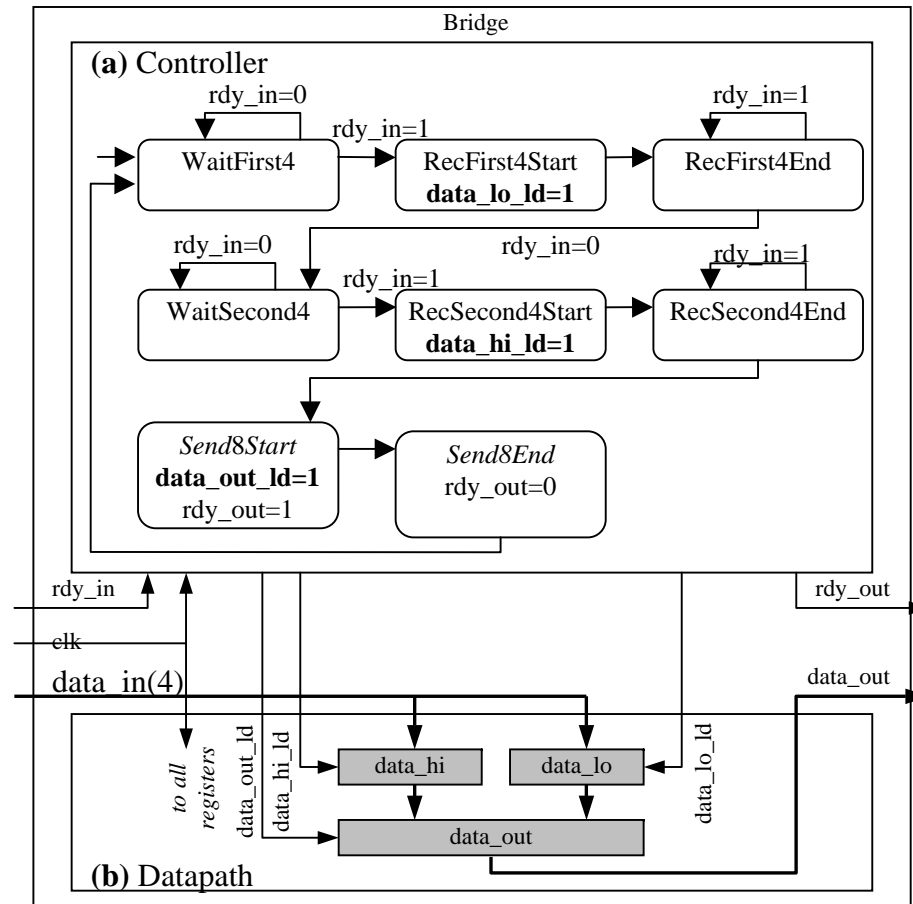 Bridge
(a) Controller
rdy_in=0
rdy_in=1
rdy_in=1
WaitFirst4
RecFirst4Start
data_lo_ld=1
RecFirst4End
rdy_in=0
rdy_in=0
rdy_in=1
rdy_in=1
WaitSecond4
RecSecond4Start
data_hi_ld=1
RecSecond4End
Send8Start
data_out_ld=1
rdy_out=1
Send8End
rdy_out=0
rdy_in
rdy_out
clk
data_in(4)
data_out
to all
registers
data_out_ld
data_hi_ld
data_hi
data_lo
data_lo_ld
data_out
(b) Datapath